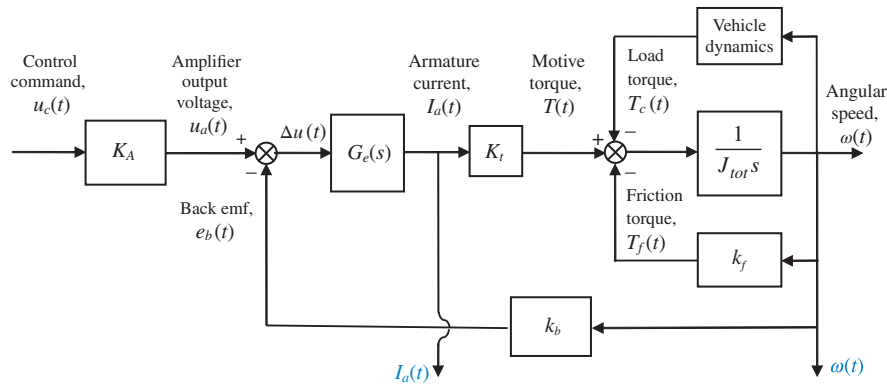 Vehicle
dynamics
Control
command,
u_c(t)
K_A
Amplifier
output
voltage,
u_a(t)
+
−
Δu(t)
G_e(s)
Armature
current,
I_a(t)
K_t
Motive
torque,
T(t)
+
−
−
Load
torque,
T_c(t)
1
J_tot s
Angular
speed,
ω(t)
Friction
torque,
T_f(t)
k_f
Back emf,
e_b(t)
k_b
I_a(t)
ω(t)